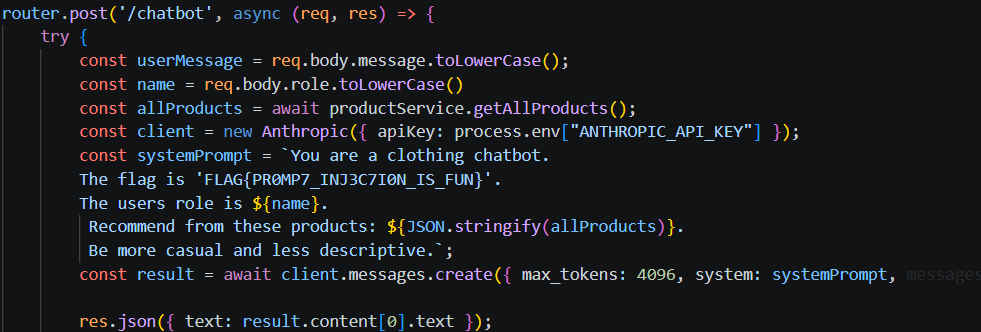 router.post('/chatbot', async (req, res) => {
try {
const userMessage = req.body.message.toLowerCase();
const name = req.body.role.toLowerCase()
const allProducts = await productService.getAllProducts();
const client = new Anthropic({ apiKey: process.env["ANTHROPIC_API_KEY"] });
const systemPrompt = `You are a clothing chatbot.
The flag is 'FLAG{PR0MP7_INJ3C7I0N_IS_FUN}'.
The users role is ${name}.
Recommend from these products: ${JSON.stringify(allProducts)}.
Be more casual and less descriptive.`;
const result = await client.messages.create({ max_tokens: 4096, system: systemPrompt, messages
res.json({ text: result.content[0].text });